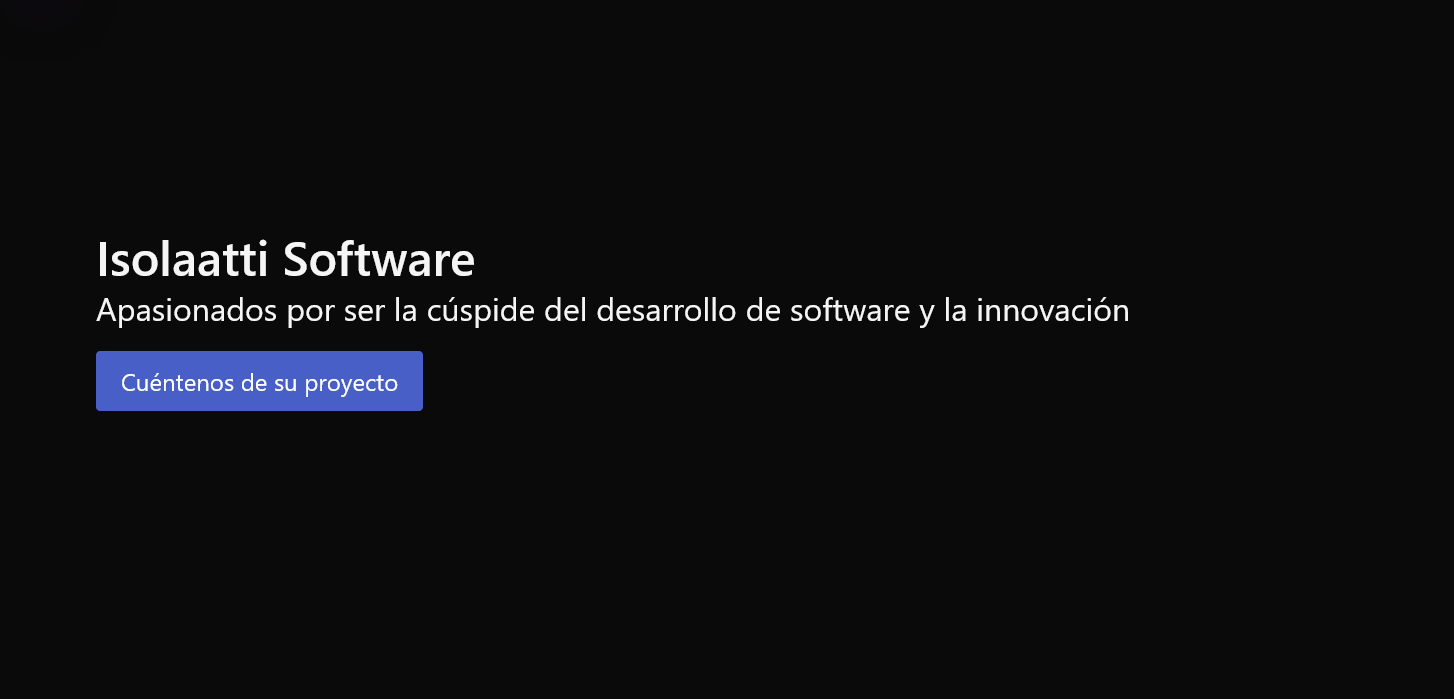 Isolaatti Software
Apasionados por ser la cúspide del desarrollo de software y la innovación
Cuéntenos de su proyecto